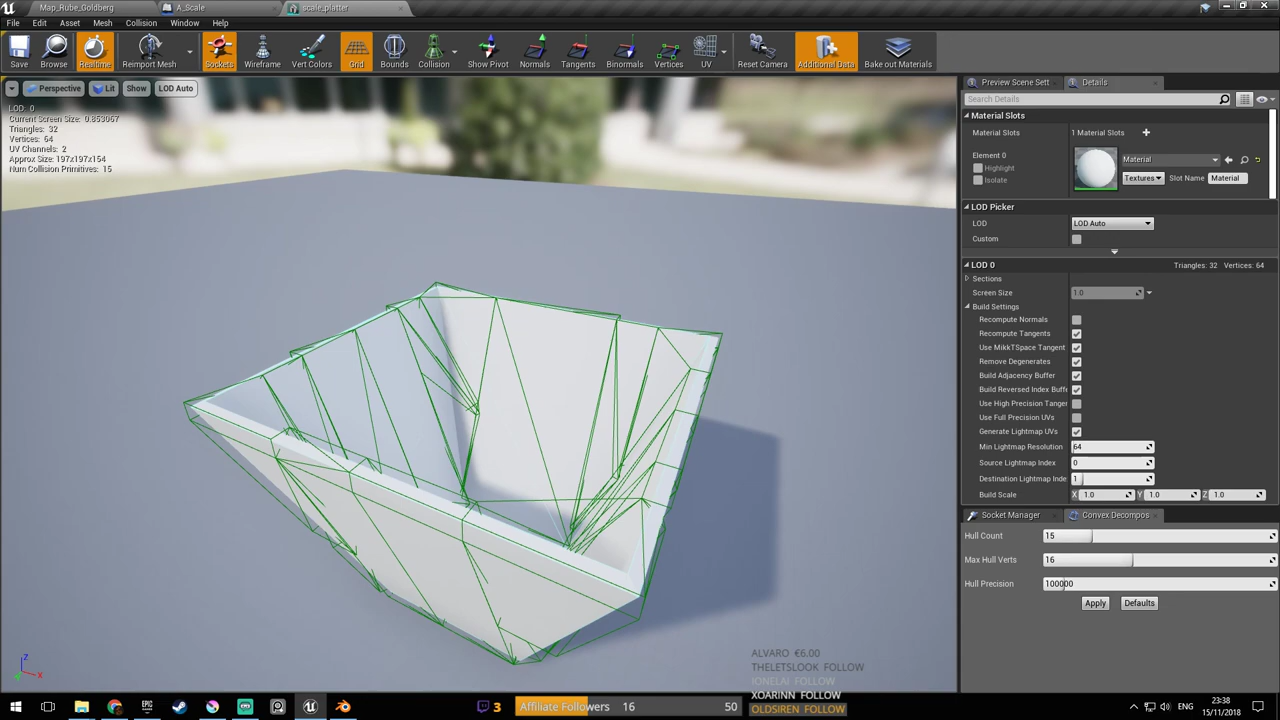 Map_Rube_Goldberg
A_Scale
scale_platter
File Edit Asset Mesh Collision Window Help
Save Browse Realtime Reimport Mesh Sockets Wireframe Vert Colors Grid Bounds Collision Show Pivot Normals Tangents Binormals Vertices UV Reset Camera Additional Data Bake out Materials
Perspective Lit Show LOD Auto
LOD: 0
Current Screen Size: 0.853067
Triangles: 32
Vertices: 64
UV Channels: 2
Approx Size: 197x197x154
Num Collision Primitives: 15
Z
X
Preview Scene Sett
Details
Search Details
Material Slots
Material Slots 1 Material Slots
Element 0
Highlight
Isolate
Material
Textures Slot Name Material
LOD Picker
LOD LOD Auto
Custom
LOD 0 Triangles: 32 Vertices: 64
Sections
Screen Size 1.0
Build Settings
Recompute Normals
Recompute Tangents
Use MikkTSpace Tangent
Remove Degenerates
Build Adjacency Buffer
Build Reversed Index Buff
Use High Precision Tanger
Use Full Precision UVs
Generate Lightmap UVs
Min Lightmap Resolution 64
Source Lightmap Index 0
Destination Lightmap Inde 1
Build Scale X 1.0 Y 1.0 Z 1.0
Socket Manager
Convex Decompos
Hull Count 15
Max Hull Verts 16
Hull Precision 100000
Apply Defaults
ALVARO €6.00
THELETSLOOK FOLLOW
IONELAI FOLLOW
XOARINN FOLLOW
OLDSIREN FOLLOW
3
Affiliate Followers 16 50
ENG
23:38
15/11/2018